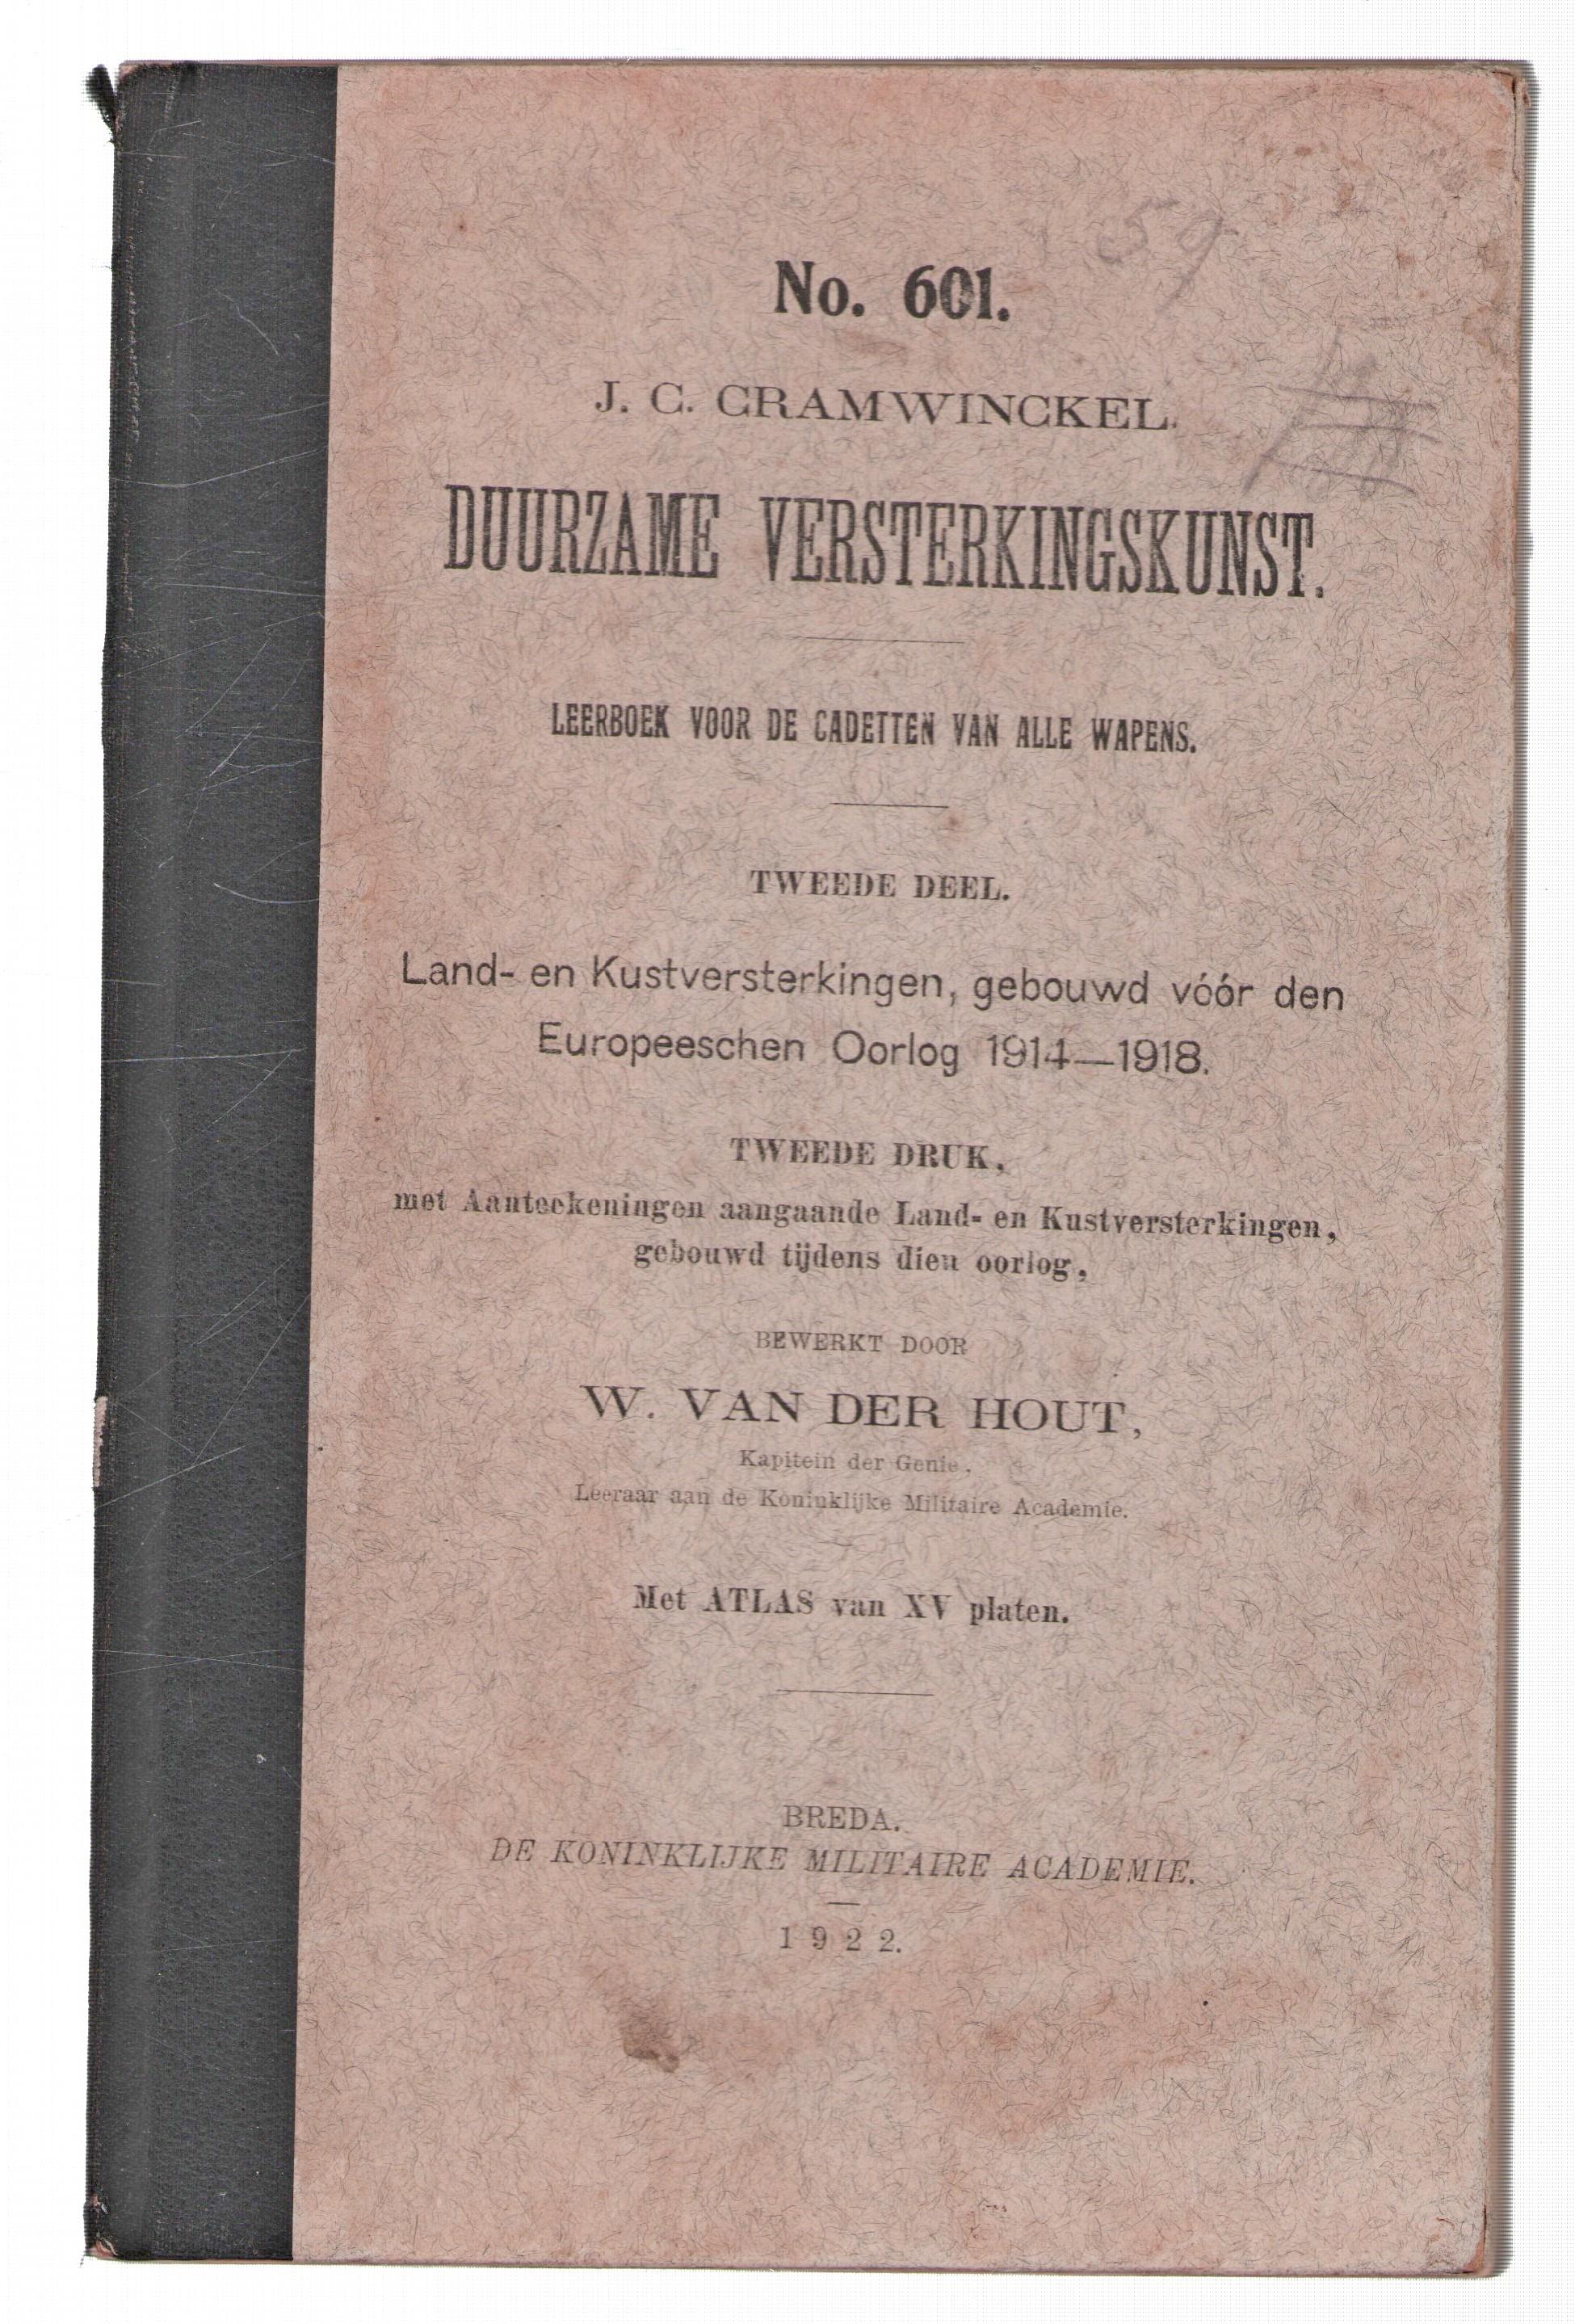 No. 601.
J. C. CRAMWINCKEL.
DUURZAME VERSTERKINGSKUNST.
LEERBOEK VOOR DE CADETTEN VAN ALLE WAPENS.
TWEEDE DEEL.
Land- en Kustversterkingen, gebouwd vóór den
Europeeschen Oorlog 1914—1918.
TWEEDE DRUK,
met Aanteekeningen aangaande Land- en Kustversterkingen,
gebouwd tijdens dien oorlog,
BEWERKT DOOR
W. VAN DER HOUT,
Kapitein der Genie,
Leeraar aan de Koninklijke Militaire Academie.
Met ATLAS van XV platen.
BREDA.
DE KONINKLIJKE MILITAIRE ACADEMIE.
1922.